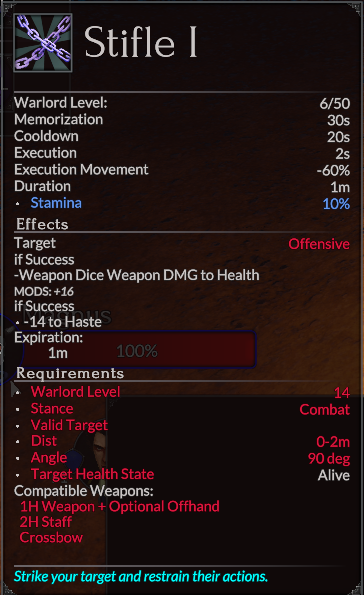 Stifle I
Warlord Level: 6/50
Memorization 30s
Cooldown 20s
Execution 2s
Execution Movement -60%
Duration 1m
• Stamina 10%
Effects
Target Offensive
if Success
-Weapon Dice Weapon DMG to Health
MODS: +16
if Success
• -14 to Haste
Expiration:
1m 100%
Requirements
• Warlord Level 14
• Stance Combat
• Valid Target
• Dist 0-2m
• Angle 90 deg
• Target Health State Alive
Compatible Weapons:
1H Weapon + Optional Offhand
2H Staff
Crossbow
Strike your target and restrain their actions.